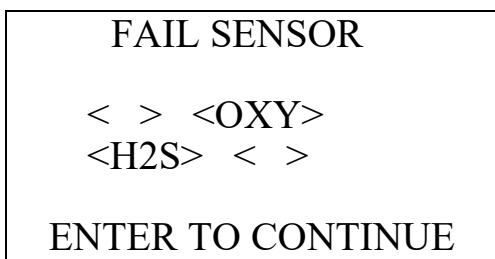 FAIL SENSOR
< > <OXY>
<H2S> < >
ENTER TO CONTINUE